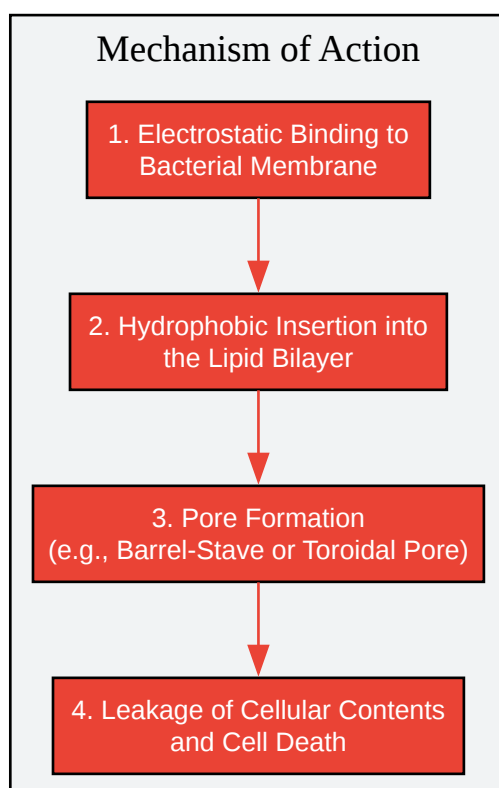 Mechanism of Action
1. Electrostatic Binding to
Bacterial Membrane
2. Hydrophobic Insertion into
the Lipid Bilayer
3. Pore Formation
(e.g., Barrel-Stave or Toroidal Pore)
4. Leakage of Cellular Contents
and Cell Death